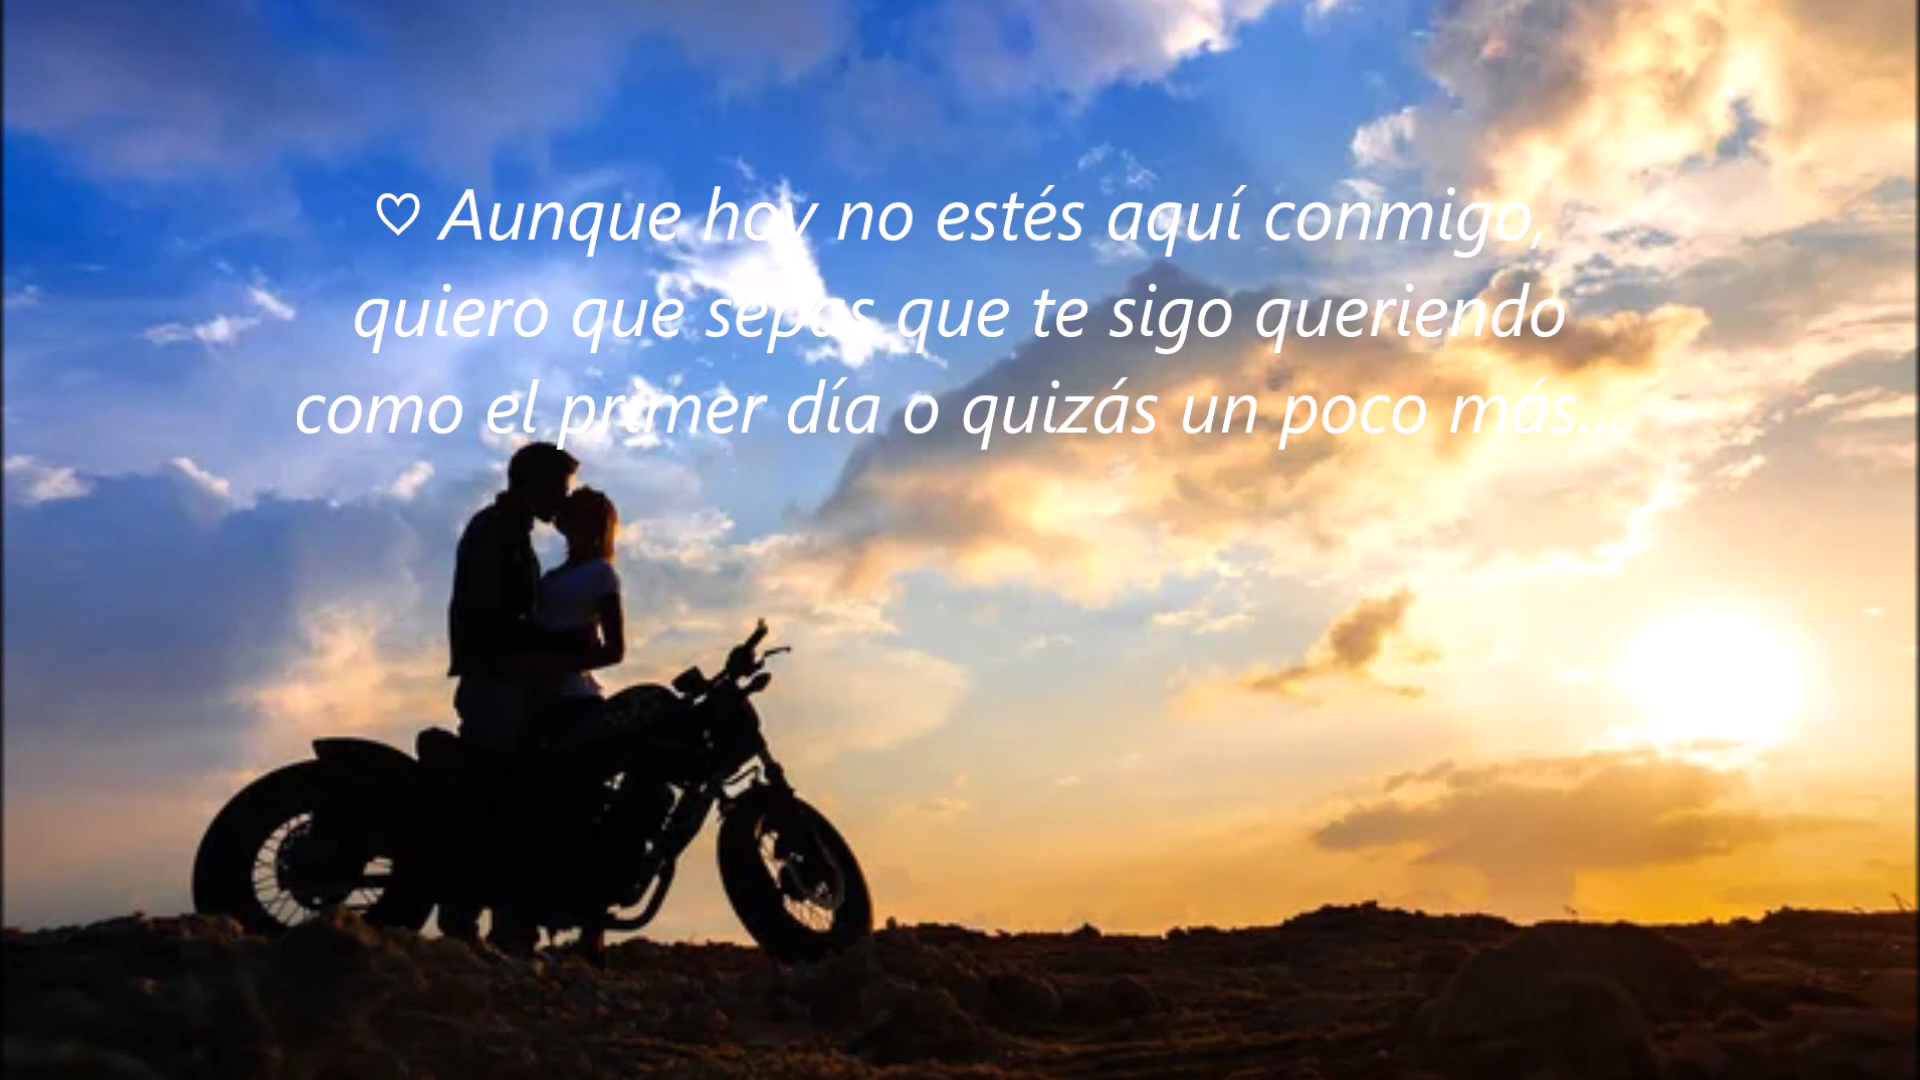 ♡ Aunque hoy no estés aquí conmigo,
quiero que sepas que te sigo queriendo
como el primer día o quizás un poco más...